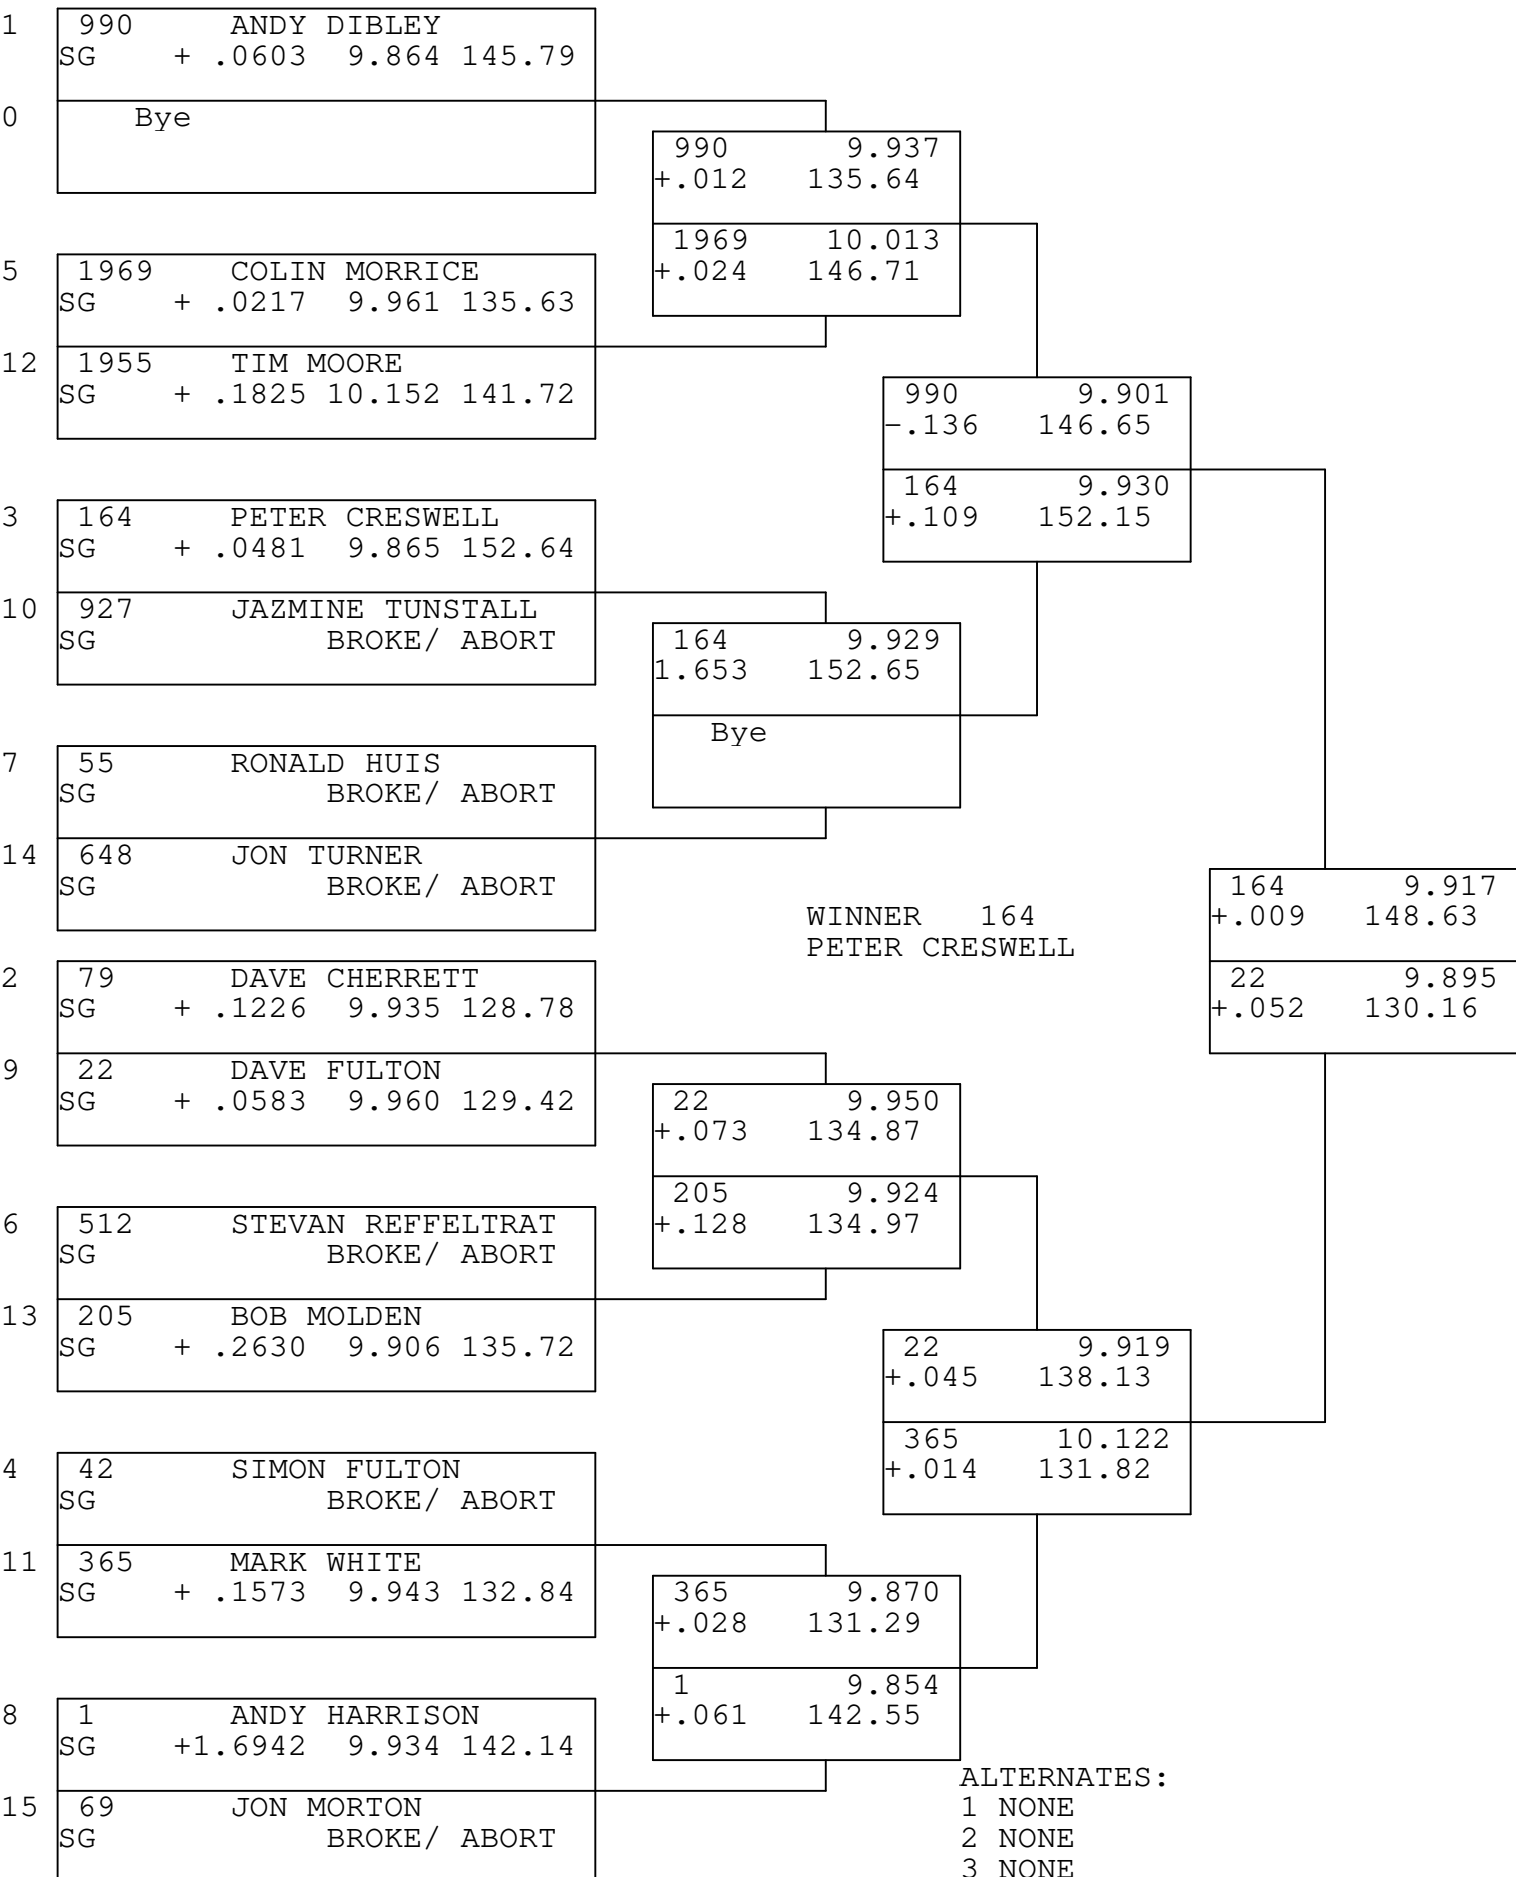 1 990 ANDY DIBLEY
SG + .0603 9.864 145.79
0 Bye
990 9.937
+.012 135.64
1969 10.013
+.024 146.71
5 1969 COLIN MORRICE
SG + .0217 9.961 135.63
12 1955 TIM MOORE
SG + .1825 10.152 141.72
990 9.901
-.136 146.65
164 9.930
+.109 152.15
3 164 PETER CRESWELL
SG + .0481 9.865 152.64
10 927 JAZMINE TUNSTALL
SG BROKE/ ABORT
164 9.929
1.653 152.65
Bye
7 55 RONALD HUIS
SG BROKE/ ABORT
14 648 JON TURNER
SG BROKE/ ABORT
WINNER 164
PETER CRESWELL
164 9.917
+.009 148.63
22 9.895
+.052 130.16
2 79 DAVE CHERRETT
SG + .1226 9.935 128.78
9 22 DAVE FULTON
SG + .0583 9.960 129.42
22 9.950
+.073 134.87
205 9.924
+.128 134.97
6 512 STEVAN REFFELTRAT
SG BROKE/ ABORT
13 205 BOB MOLDEN
SG + .2630 9.906 135.72
22 9.919
+.045 138.13
365 10.122
+.014 131.82
4 42 SIMON FULTON
SG BROKE/ ABORT
11 365 MARK WHITE
SG + .1573 9.943 132.84
365 9.870
+.028 131.29
1 9.854
+.061 142.55
8 1 ANDY HARRISON
SG +1.6942 9.934 142.14
15 69 JON MORTON
SG BROKE/ ABORT
ALTERNATES:
1 NONE
2 NONE
3 NONE